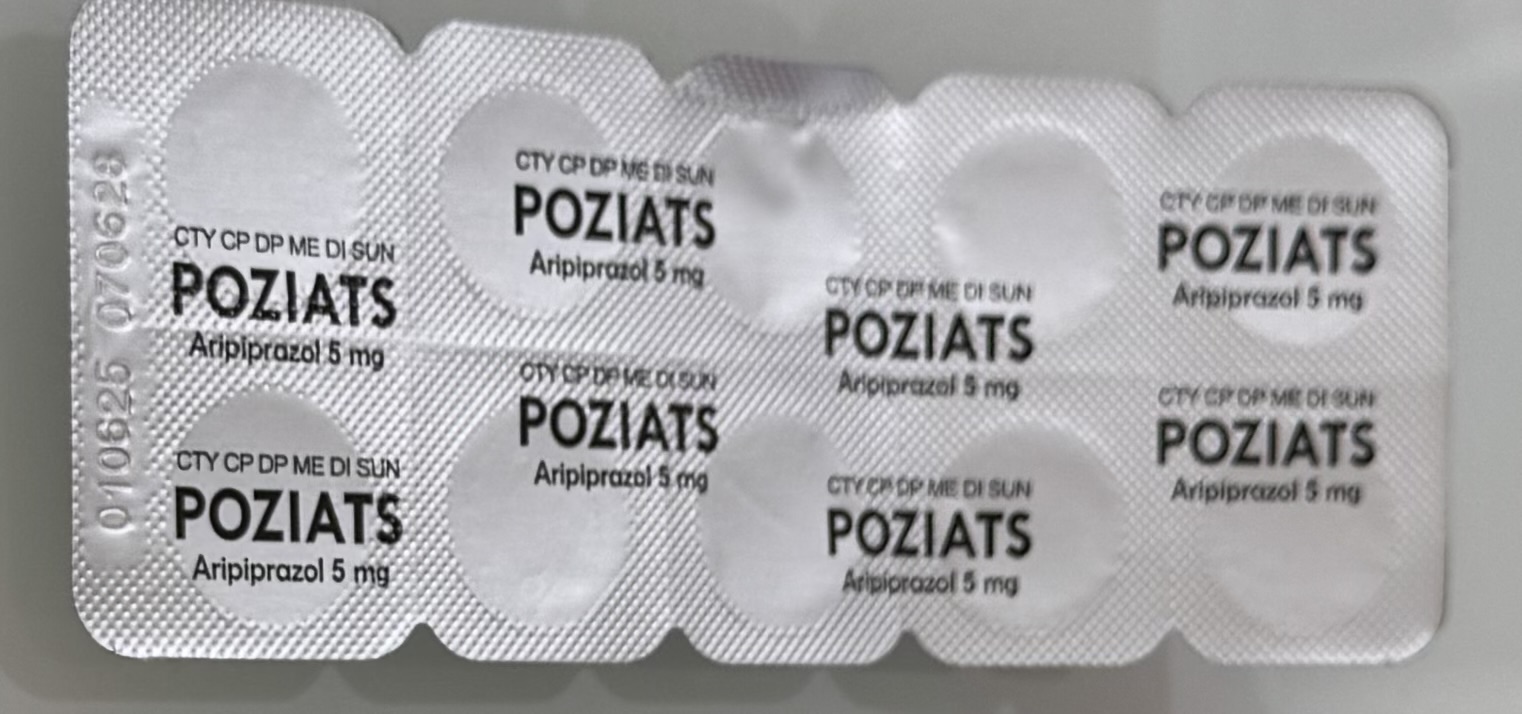 010625 070628
CTY CP DP ME DI SUN
POZIATS
Aripiprazol 5 mg
CTY CP DP ME DI SUN
POZIATS
Aripiprazol 5 mg
CTY CP DP ME DI SUN
POZIATS
Aripiprazol 5 mg
CTY CP DP ME DI SUN
POZIATS
Aripiprazol 5 mg
CTY CP DP ME DI SUN
POZIATS
Aripiprazol 5 mg
CTY CP DP ME DI SUN
POZIATS
Aripiprazol 5 mg
CTY CP DP ME DI SUN
POZIATS
Aripiprazol 5 mg
CTY CP DP ME DI SUN
POZIATS
Aripiprazol 5 mg